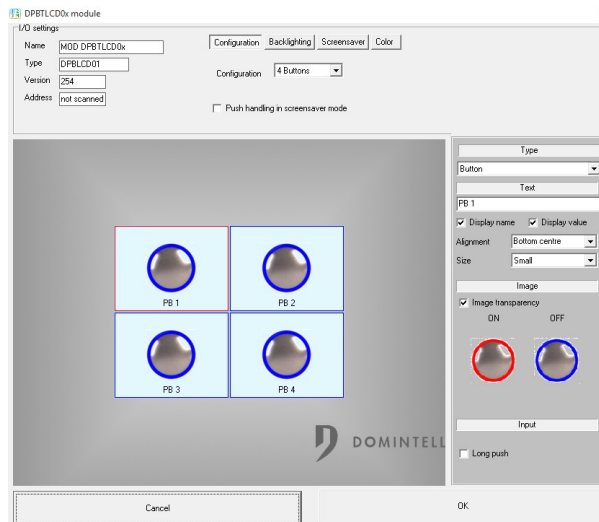 DPBTLCD0x module
I/O settings
Name MOD DPBTLCD0x
Type DPBLCD01
Version 254
Address not scanned
Configuration Backlighting Screensaver Color
Configuration 4 Buttons
Push handling in screensaver mode
PB 1 PB 2
PB 3 PB 4
DOMINTELL
Type
Button
Text
PB 1
Display name Display value
Alignment Bottom centre
Size Small
Image
Image transparency
ON OFF
Input
Long push
Cancel OK